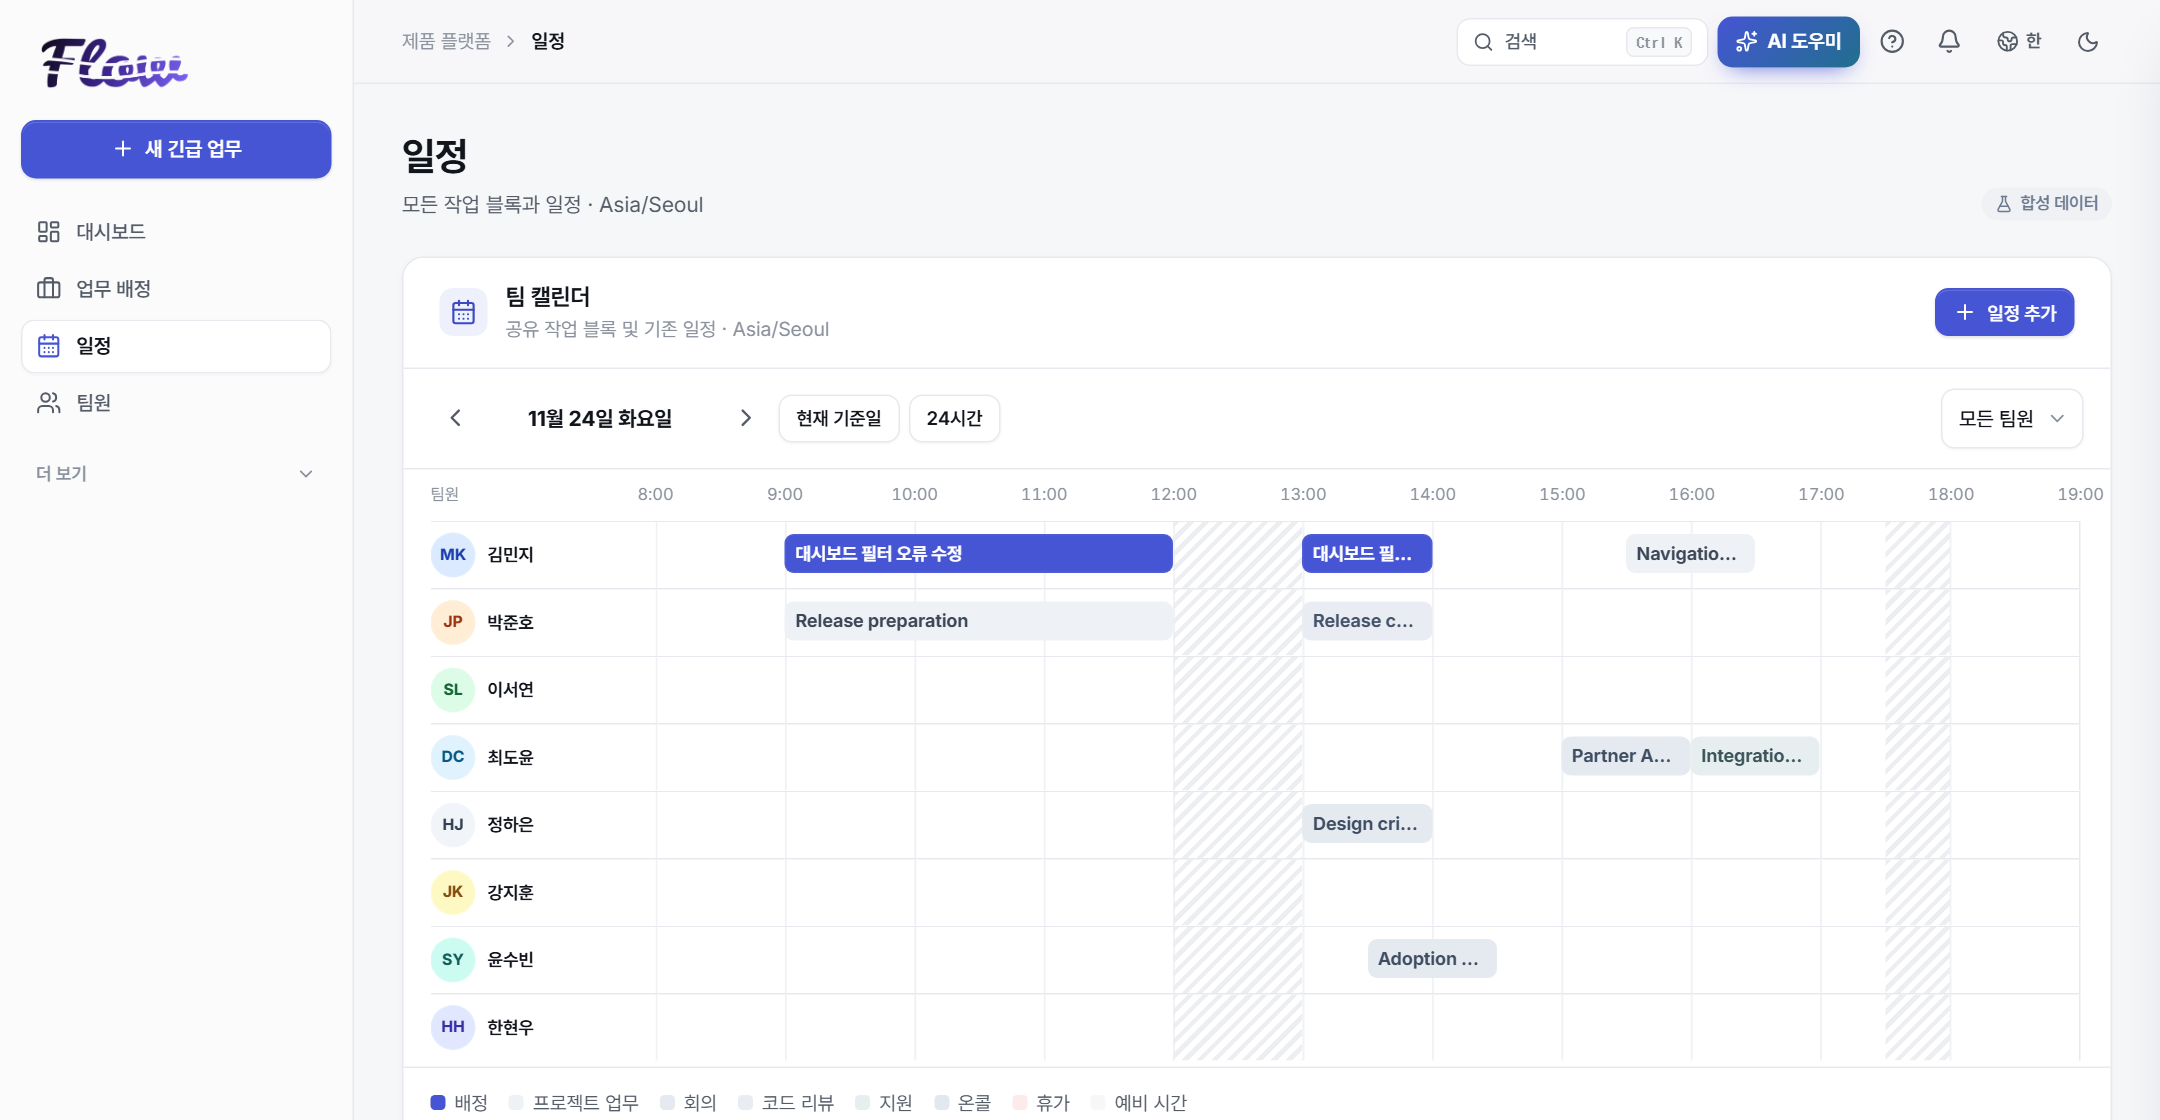 Flow
제품 플랫폼 > 일정
검색 Ctrl K
AI 도우미
한
새 긴급 업무
대시보드
업무 배정
일정
팀원
더 보기
일정
모든 작업 블록과 일정 · Asia/Seoul
합성 데이터
팀 캘린더
공유 작업 블록 및 기존 일정 · Asia/Seoul
일정 추가
11월 24일 화요일
현재 기준일
24시간
모든 팀원
팀원 8:00 9:00 10:00 11:00 12:00 13:00 14:00 15:00 16:00 17:00 18:00 19:00
MK 김민지 대시보드 필터 오류 수정 대시보드 필... Navigatio...
JP 박준호 Release preparation Release c...
SL 이서연
DC 최도윤 Partner A... Integratio...
HJ 정하은 Design cri...
JK 강지훈
SY 윤수빈 Adoption ...
HH 한현우
배정 프로젝트 업무 회의 코드 리뷰 지원 온콜 휴가 예비 시간